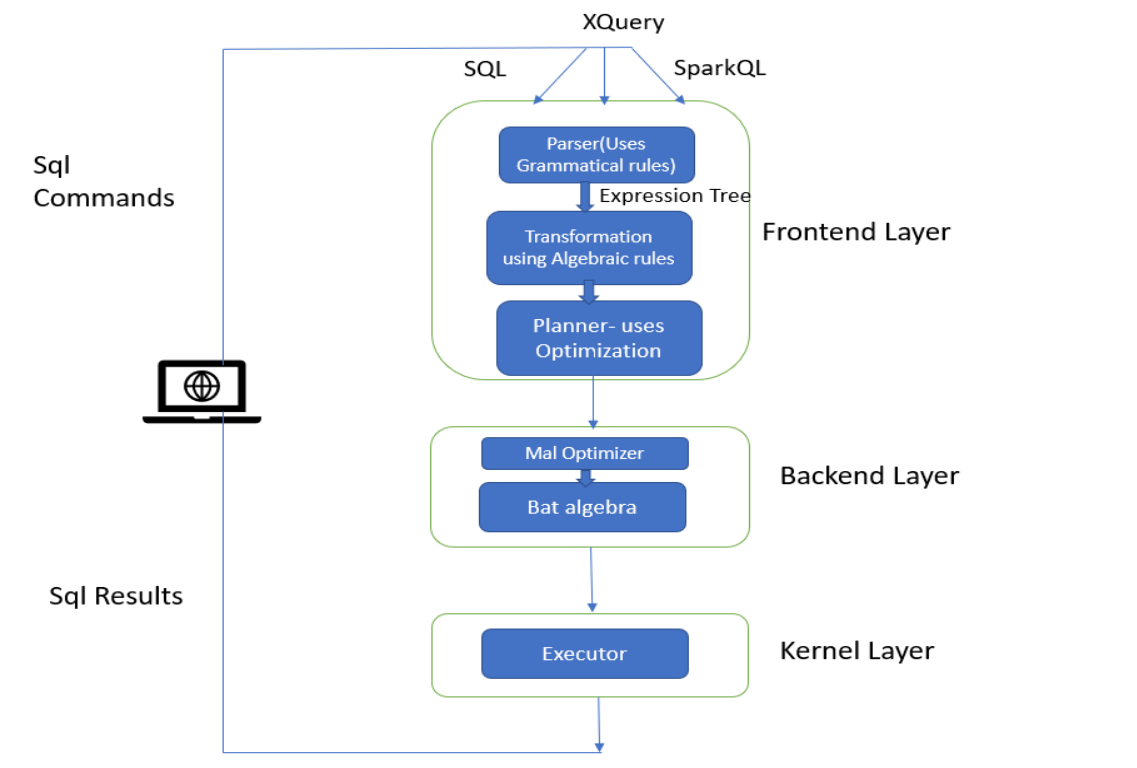 XQuery
SQL
SparkQL
Parser(Uses
Grammatical rules)
Sql
Commands
Expression Tree
Frontend Layer
Transformation
using Algebraic rules
Planner- uses
Optimization
Mal Optimizer
Backend Layer
Bat algebra
Sql Results
Executor
Kernel Layer